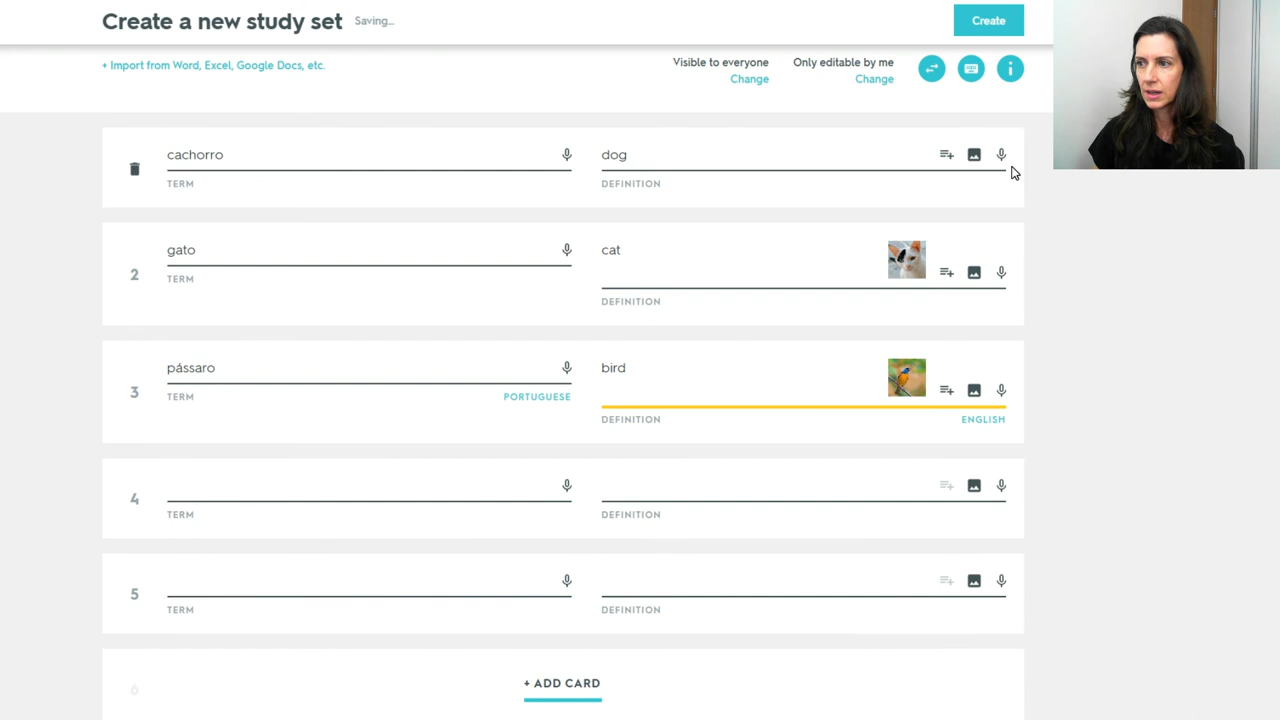 Create a new study set Saving... Create
+ Import from Word, Excel, Google Docs, etc. Visible to everyone Only editable by me
Change Change
cachorro dog
TERM DEFINITION
2 gato cat
TERM DEFINITION
3 pássaro bird
TERM PORTUGUESE DEFINITION ENGLISH
4
TERM DEFINITION
5
TERM DEFINITION
6 + ADD CARD